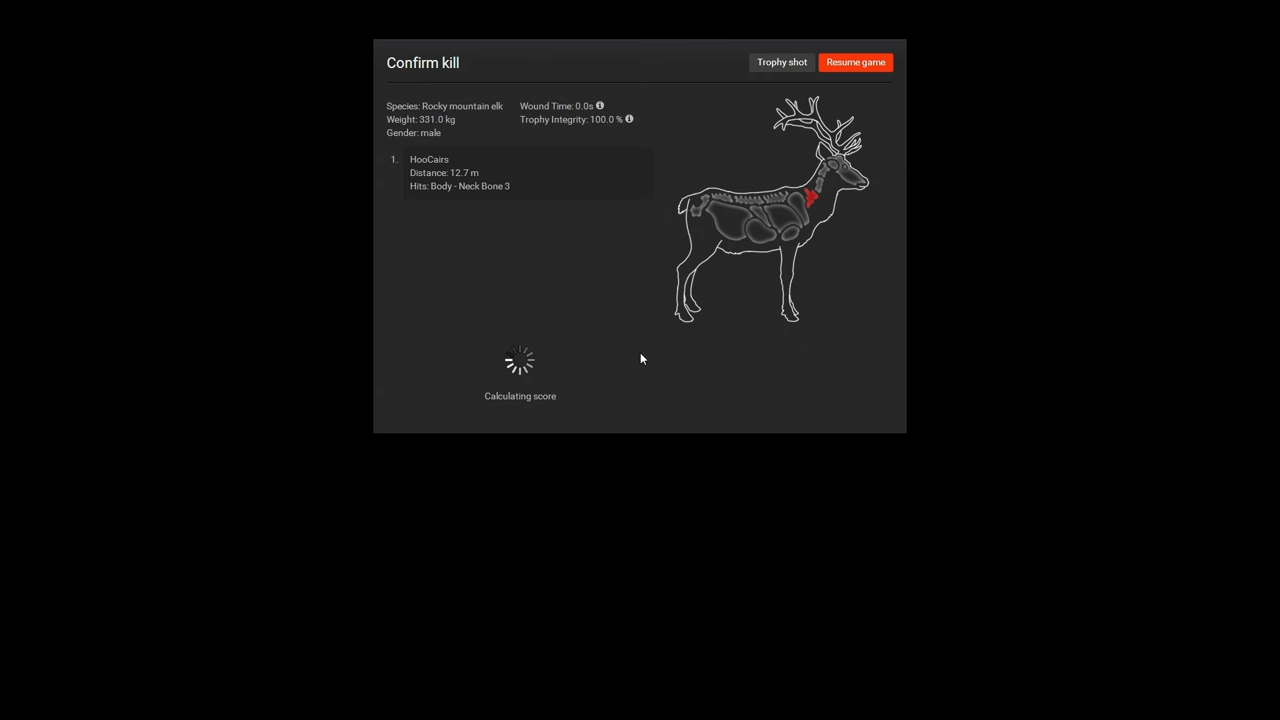 Confirm kill
Trophy shot
Resume game
Species: Rocky mountain elk
Weight: 331.0 kg
Gender: male
Wound Time: 0.0s
Trophy Integrity: 100.0 %
1.
HooCairs
Distance: 12.7 m
Hits: Body - Neck Bone 3
Calculating score